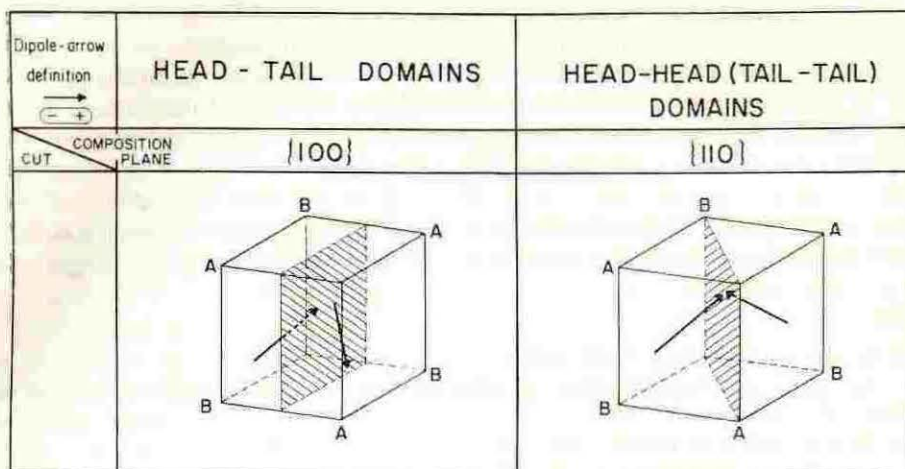 Dipole-arrow
definition
- +
HEAD - TAIL DOMAINS
HEAD-HEAD (TAIL-TAIL)
DOMAINS
CUT
COMPOSITION
PLANE
{100}
{110}
B
A
A
B
B
A
B
A
A
B
B
A